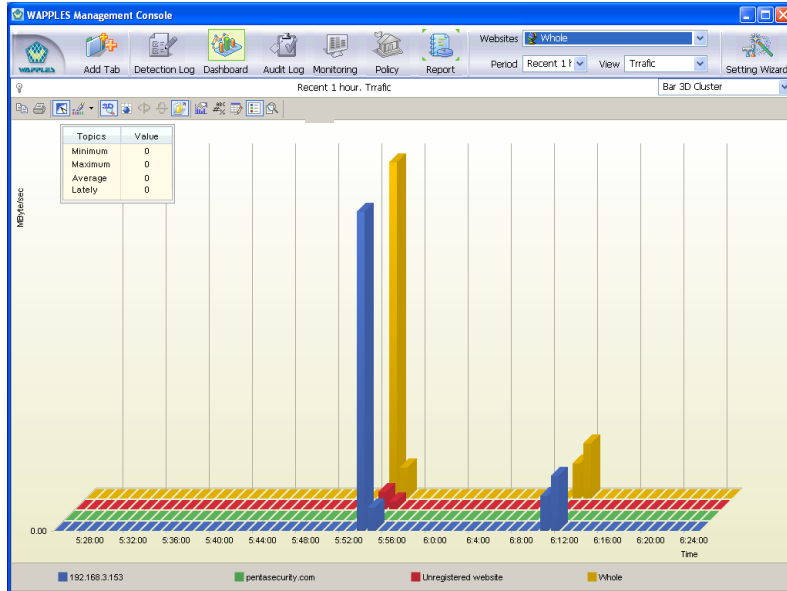 WAPPLES Management Console
WAPPLES
Add Tab
Detection Log
Dashboard
Audit Log
Monitoring
Policy
Report
Websites Whole
Period Recent 1 h View Trrafic
Setting Wizard
Recent 1 hour. Trrafic
Bar 3D Cluster
Topics Value
Minimum 0
Maximum 0
Average 0
Lately 0
MByte/sec
0.00
5:28:00 5:32:00 5:36:00 5:40:00 5:44:00 5:48:00 5:52:00 5:56:00 6:0:00 6:4:00 6:8:00 6:12:00 6:16:00 6:20:00 6:24:00
Time
192.168.3.153 pentasecurity.com Unregistered website Whole